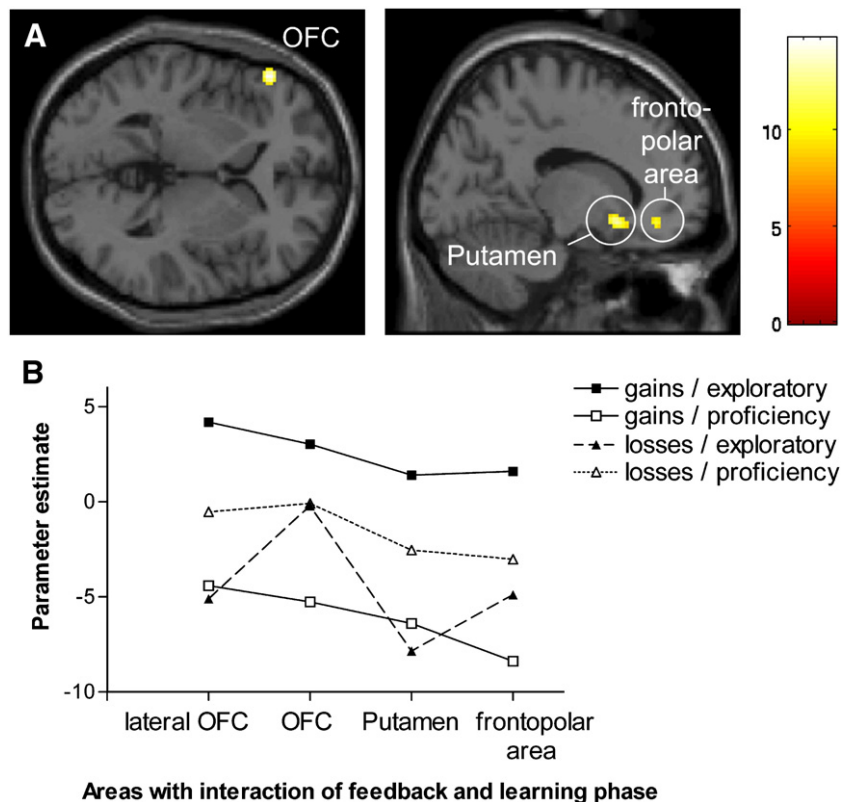 A
OFC
fronto-
polar
area
Putamen
10
5
0
B
gains / exploratory
gains / proficiency
losses / exploratory
losses / proficiency
Parameter estimate
5
0
-5
-10
lateral OFC OFC Putamen frontopolar
area
Areas with interaction of feedback and learning phase